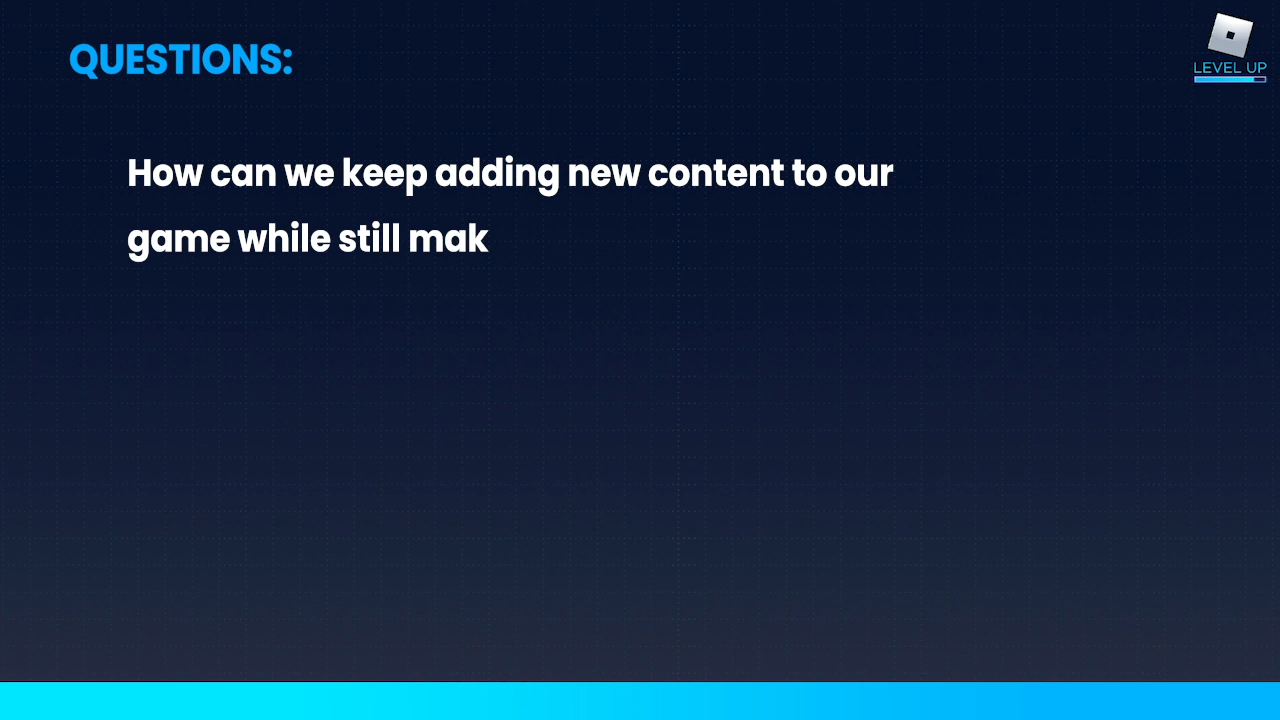 QUESTIONS:
LEVEL UP
How can we keep adding new content to our
game while still mak